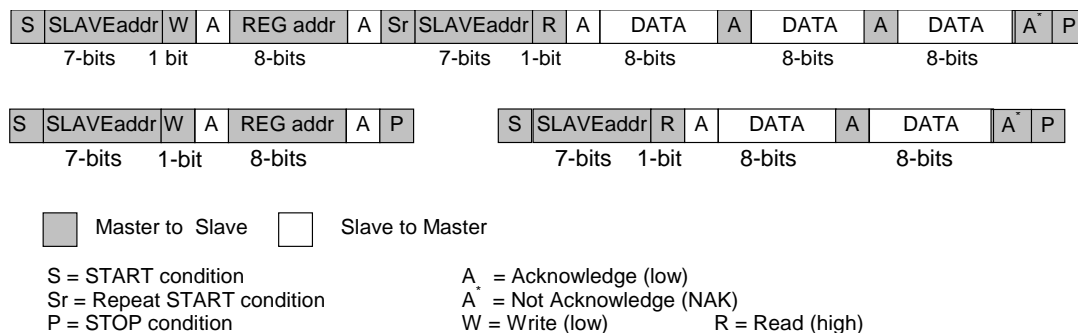 S SLAVEaddr W A REG addr A Sr SLAVEaddr R A DATA A DATA A DATA A* P
7-bits 1 bit 8-bits 7-bits 1-bit 8-bits 8-bits 8-bits
S SLAVEaddr W A REG addr A P S SLAVEaddr R A DATA A DATA A* P
7-bits 1-bit 8-bits 7-bits 1-bit 8-bits 8-bits
Master to Slave Slave to Master
S = START condition A = Acknowledge (low)
Sr = Repeat START condition A* = Not Acknowledge (NAK)
P = STOP condition W = Write (low) R = Read (high)